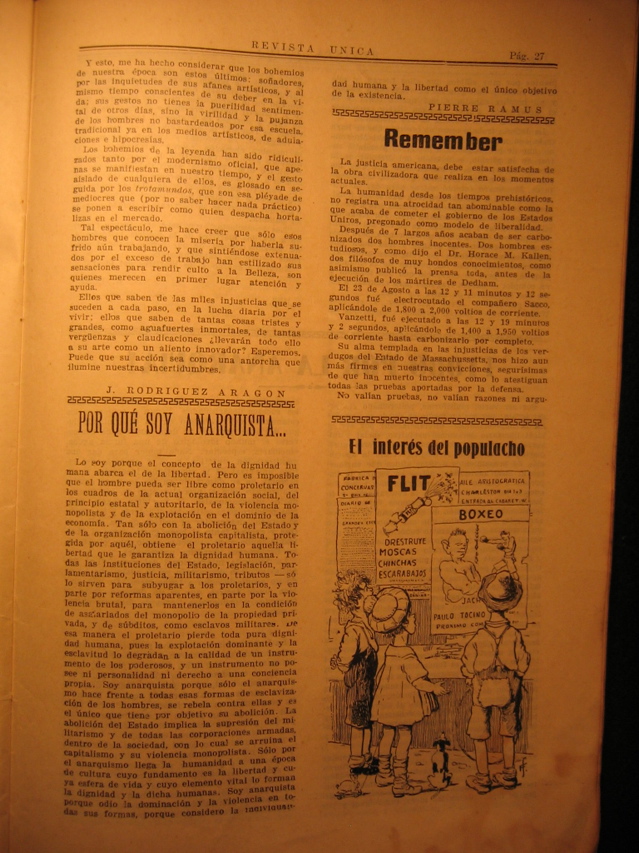 REVISTA UNICA
Pág. 27
Y esto, me ha hecho considerar que los bohemios
de nuestra época son estos últimos: soñadores,
por las inquietudes de sus afanes artísticos, y al
mismo tiempo conscientes de su deber en la vi-
da; sus gestos no tienes la puerilidad sentimen-
tal de otros días, sino la virilidad y la pujanza
de los hombres no bastardeados por esa escuela,
tradicional ya en los medios artísticos, de adula-
ciones e hipocresias.
Los bohemios de la leyenda han sido ridiculi-
zados tanto por el modernismo oficial, que ape-
nas se manifiestan en nuestro tiempo, y el gesto
aislado de cualquiera de ellos, es glosado en se-
guida por los trotamundos, que son esa pléyade de
mediocres que (por no saber hacer nada práctico)
se ponen a escribir como quien despacha horta-
lizas en el mercado.
Tal espectáculo, me hace creer que sólo esos
hombres que conocen la miseria por haberla su-
frido aún trabajando, y que sintiéndose extenua-
dos por el exceso de trabajo han estilizado sus
sensaciones para rendir culto a la Belleza, son
quienes merecen en primer lugar atención y
ayuda.
Ellos que saben de las miles injusticias que se
suceden a cada paso, en la lucha diaria por el
vivir; ellos que saben de tantas cosas tristes y
grandes, como aguafuertes inmortales, de tantas
vergüenzas y claudicaciones ¿llevarán todo ello
a su arte como un aliento innovador? Esperemos.
Puede que su acción sea como una antorcha que
ilumine nuestras incertidumbres.
J. RODRIGUEZ ARAGON
POR QUÉ SOY ANARQUISTA...
Lo soy porque el concepto de la dignidad hu
mana abarca el de la libertad. Pero es imposible
que el hombre pueda ser libre como proletario en
los cuadros de la actual organización social, del
principio estatal y autoritario, de la violencia mo-
nopolista y de la explotación en el dominio de la
economía. Tan sólo con la abolición del Estado y
de la organización monopolista capitalista, prote-
gida por aquél, obtiene el proletario aquella li-
bertad que le garantiza la dignidad humana. To-
das las instituciones del Estado, legislación, par-
lamentarismo, justicia, militarismo, tributos —só-
lo sirven para subyugar a los proletarios, y en
parte por reformas aparentes, en parte por la vio-
lencia brutal, para mantenerlos en la condición
de asalariados del monopolio de la propiedad pri-
vada, y de súbditos, como esclavos militares. De
esa manera el proletario pierde toda pura digni-
dad humana, pues la explotación dominante y la
esclavitud lo degradan a la calidad de un instru-
mento de los poderosos, y un instrumento no po-
see ni personalidad ni derecho a una conciencia
propia. Soy anarquista porque sólo el anarquis-
mo hace frente a todas esas formas de esclaviza-
ción de los hombres, se rebela contra ellas y es
el único que tiene por objetivo su abolición. La
abolición del Estado implica la supresión del mi-
litarismo y de todas las corporaciones armadas,
dentro de la sociedad, con lo cual se arruina el
capitalismo y su violencia monopolista. Sólo por
el anarquismo llega la humanidad a una época
de cultura cuyo fundamento es la libertad y cu-
ya esfera de vida y cuyo elemento vital lo forman
la dignidad y la dicha humanas. Soy anarquista
porque odio la dominación y la violencia en to-
das sus formas, porque considero la individuali-
dad humana y la libertad como el único objetivo
de la existencia.
PIERRE RAMUS
Remember
La justicia americana, debe estar satisfecha de
la obra civilizadora que realiza en los momentos
actuales.
La humanidad desde los tiempos prehistóricos,
no registra una atrocidad tan abominable como la
que acaba de cometer el gobierno de los Estados
Uniros, pregonado como modelo de liberalidad.
Después de 7 largos años acaban de ser carbo-
nizados dos hombres inocentes. Dos hombres es-
tudiosos, y como dijo el Dr. Horace M. Kallen,
dos filósofos de muy hondos conocimientos, como
asimismo publicó la prensa toda, antes de la
ejecución de los mártires de Dedham.
El 23 de Agosto a las 12 y 11 minutos y 12 se-
gundos fué electrocutado el compañero Sacco,
aplicándole de 1,800 a 2,000 voltios de corriente.
Vanzetti, fué ejecutado a las 12 y 19 minutos
y 2 segundos, aplicándole de 1,400 a 1,950 voltios
de corriente hasta carbonizarlo por completo.
Su alma templada en las injusticias de los ver-
dugos del Estado de Massachussetts, nos hizo aun
más firmes en nuestras convicciones, segurísimas
de que han muerto inocentes, como lo atestiguan
todas las pruebas aportadas por la defensa.
No valían pruebas, no valían razones ni argu-
El interés del populacho
FLIT
DESTRUYE
MOSCAS
CHINCHAS
ESCARABAJOS
BAILE ARISTOCRATICA
BOXEO
PAULO TOCINO